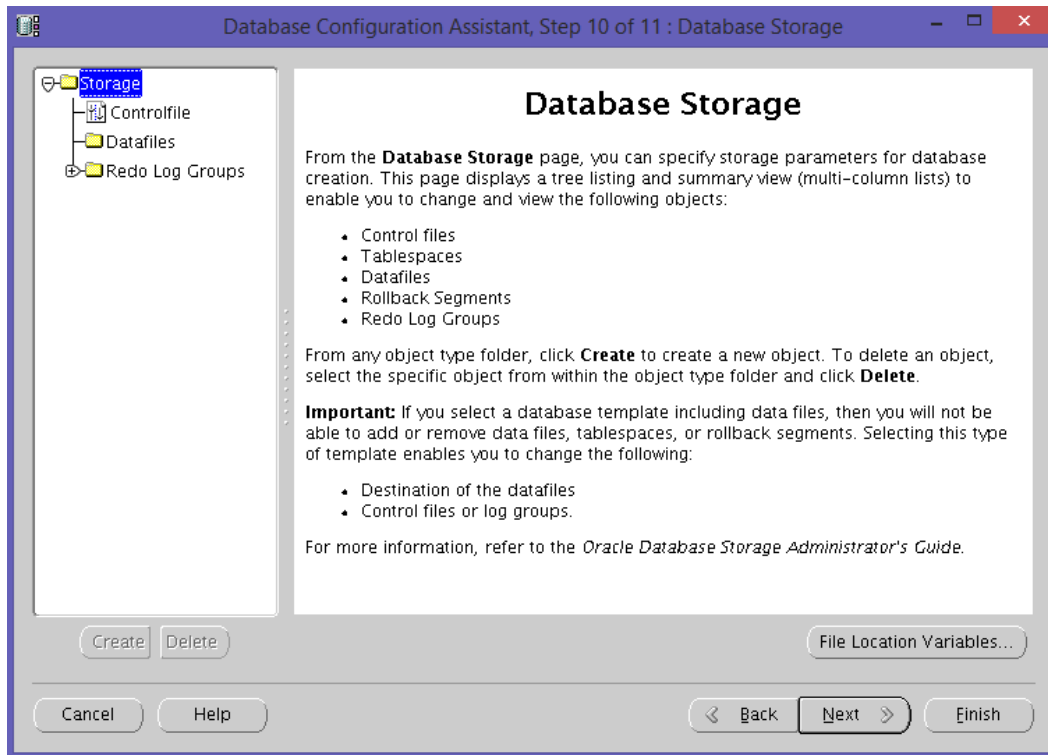 Database Configuration Assistant, Step 10 of 11 : Database Storage
Storage
Controlfile
Datafiles
Redo Log Groups
Database Storage
From the Database Storage page, you can specify storage parameters for database
creation. This page displays a tree listing and summary view (multi-column lists) to
enable you to change and view the following objects:
• Control files
• Tablespaces
• Datafiles
• Rollback Segments
• Redo Log Groups
From any object type folder, click Create to create a new object. To delete an object,
select the specific object from within the object type folder and click Delete.
Important: If you select a database template including data files, then you will not be
able to add or remove data files, tablespaces, or rollback segments. Selecting this type
of template enables you to change the following:
• Destination of the datafiles
• Control files or log groups.
For more information, refer to the Oracle Database Storage Administrator's Guide.
Create Delete
File Location Variables...
Cancel Help Back Next Finish